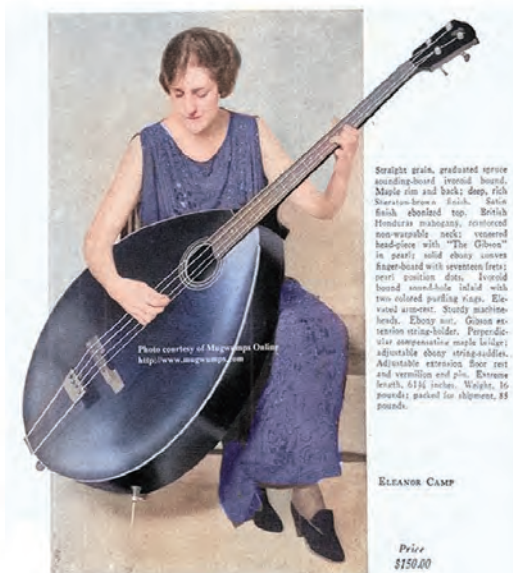 Straight grain, graduated spruce
sounding-board ivoroid bound.
Maple rim and back; deep, rich
Sheraton-brown finish. Satin
finish ebonized top. British
Honduras mahogany, reinforced
non-warpable neck; veneered
head-piece with "The Gibson"
in pearl; solid ebony convex
finger-board with seventeen frets;
pearl position dots. Ivoroid
bound sound-hole inlaid with
two colored purfling rings. Ele-
vated arm-rest. Sturdy machine-
heads. Ebony nut. Gibson ex-
tension string-holder. Perpendic-
ular compensating maple bridge;
adjustable ebony string-saddles.
Adjustable extension floor rest
and vermilion end pin. Extreme
length, 61¾ inches. Weight, 16
pounds; packed for shipment, 85
pounds.
Photo courtesy of Mugwumps Online
http://www.mugwumps.com
ELEANOR CAMP
Price
$150.00